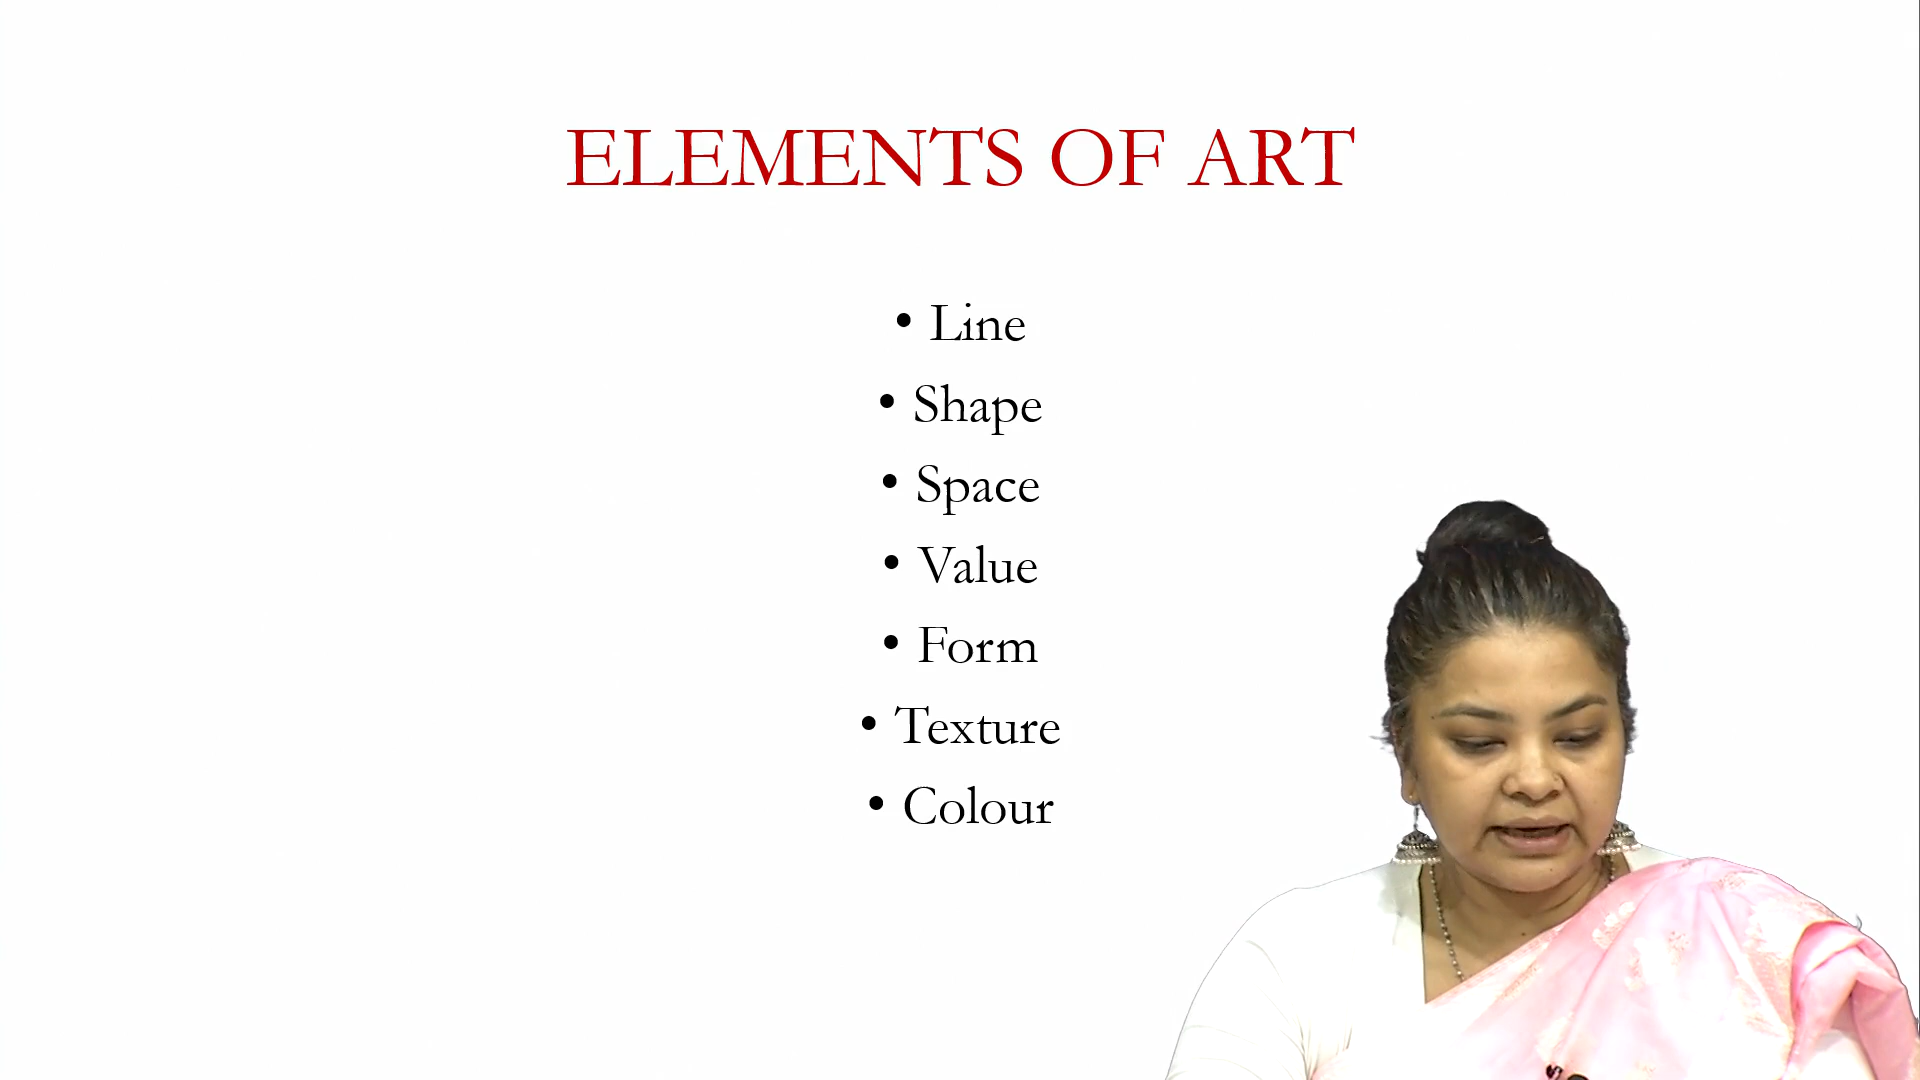 ELEMENTS OF ART
• Line
• Shape
• Space
• Value
• Form
• Texture
• Colour